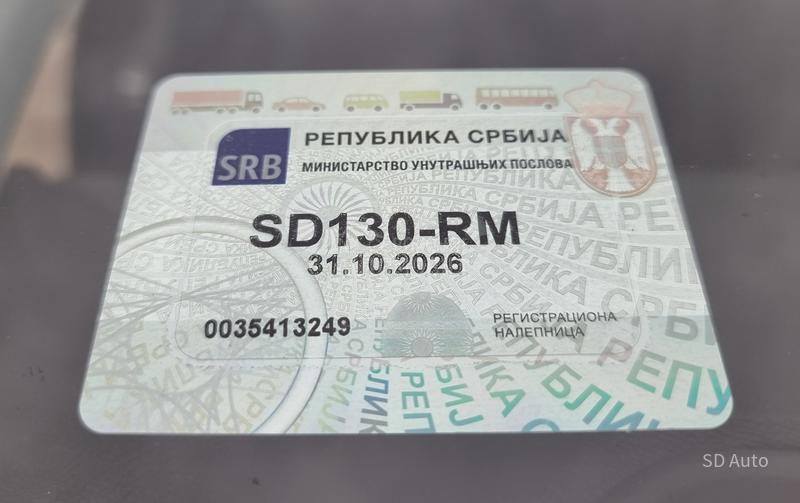 SRB
РЕПУБЛИКА СРБИЈА
МИНИСТАРСТВО УНУТРАШЊИХ ПОСЛОВА
SD130-RM
31.10.2026
0035413249
РЕГИСТРАЦИОНА
НАЛЕПНИЦА
SD Auto